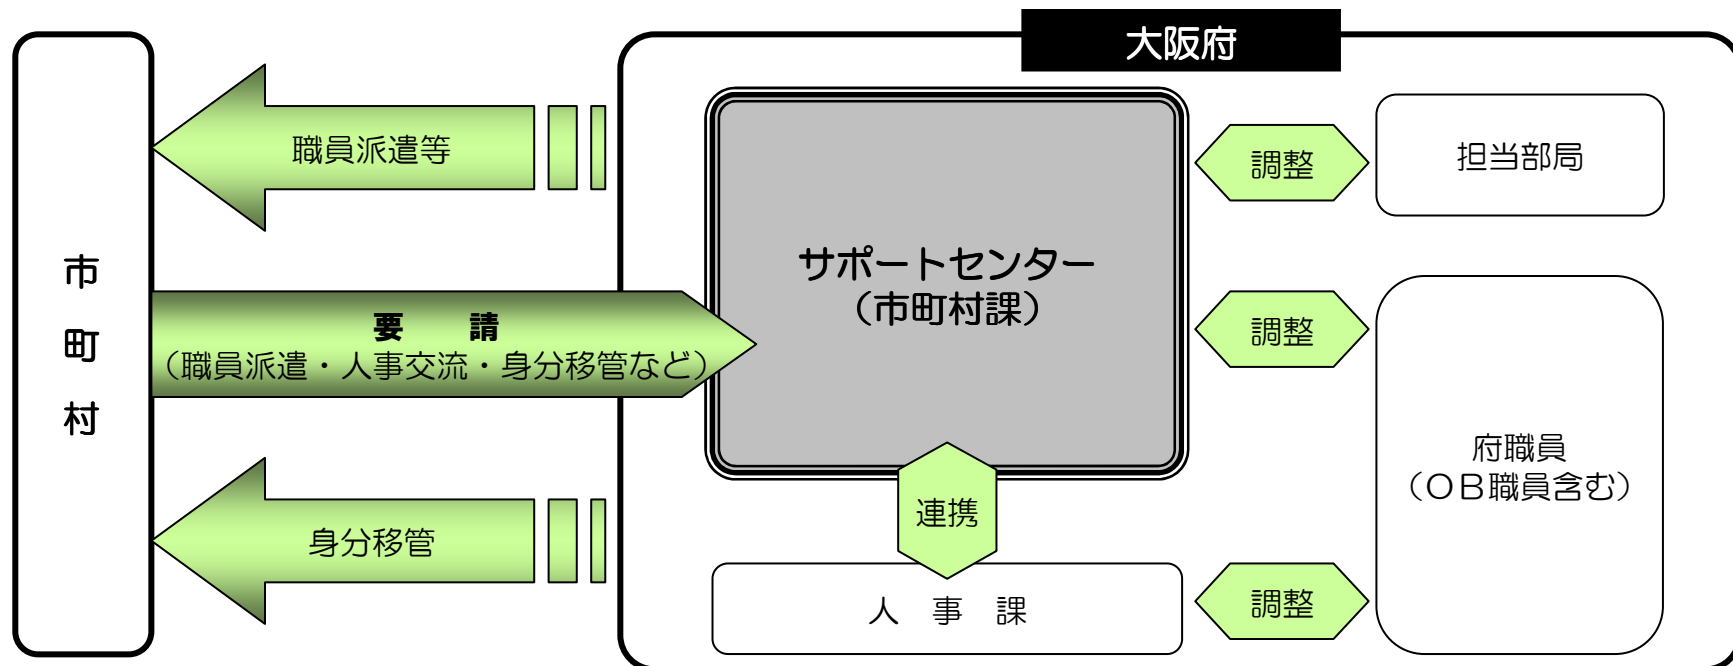 大阪府
市町村
職員派遣等
要　請
（職員派遣・人事交流・身分移管など）
身分移管
サポートセンター
（市町村課）
調整
担当部局
調整
府職員
（ＯＢ職員含む）
連携
人　事　課
調整